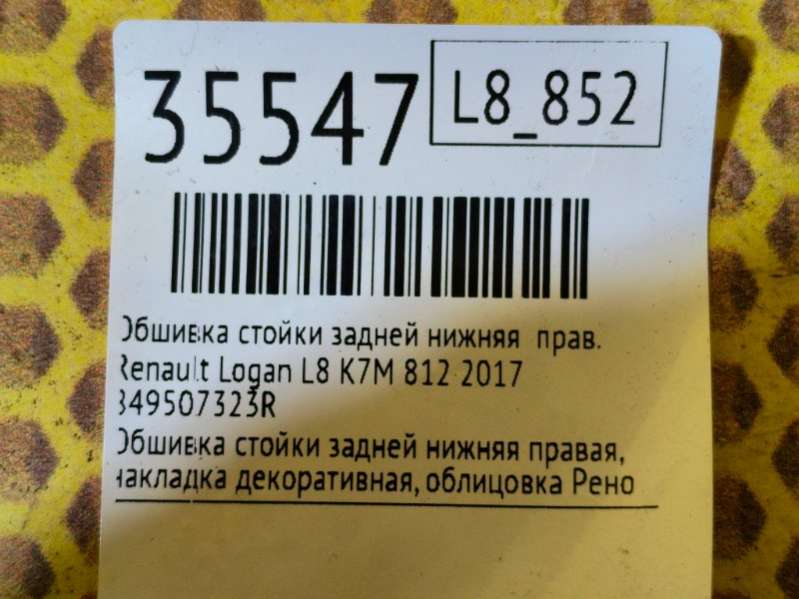 35547
L8_852
Обшивка стойки задней нижняя прав.
Renault Logan L8 K7M 812 2017
849507323R
Обшивка стойки задней нижняя правая,
накладка декоративная, облицовка Рено